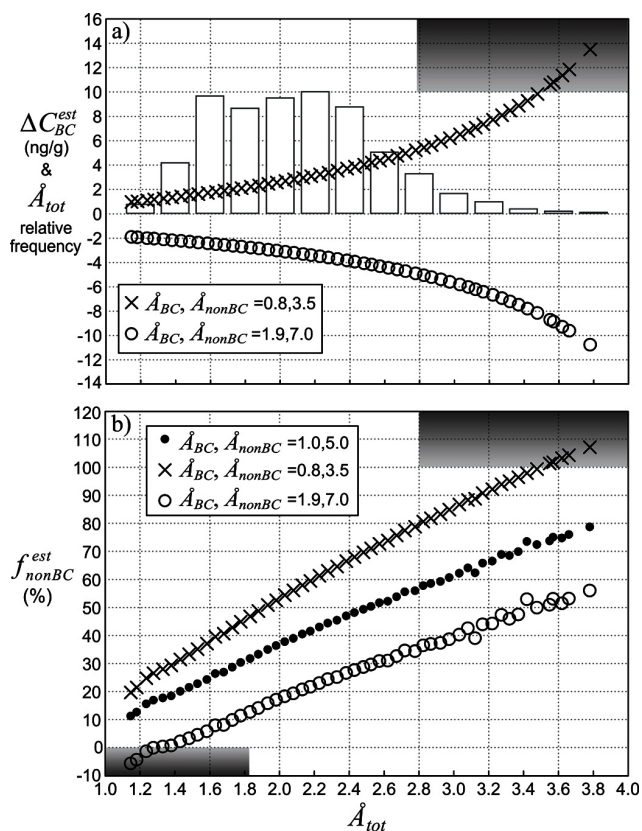 a)
16
14
12
10
8
6
4
2
0
-2
-4
-6
-8
-10
-12
-14
ΔC_BC^est
(ng/g)
&
Å_tot
relative
frequency
Å_BC, Å_nonBC=0.8,3.5
Å_BC, Å_nonBC=1.9,7.0
b)
120
110
100
90
80
70
60
50
40
30
20
10
0
-10
f_nonBC^est
(%)
Å_BC, Å_nonBC=1.0,5.0
Å_BC, Å_nonBC=0.8,3.5
Å_BC, Å_nonBC=1.9,7.0
1.0 1.2 1.4 1.6 1.8 2.0 2.2 2.4 2.6 2.8 3.0 3.2 3.4 3.6 3.8 4.0
Å_tot